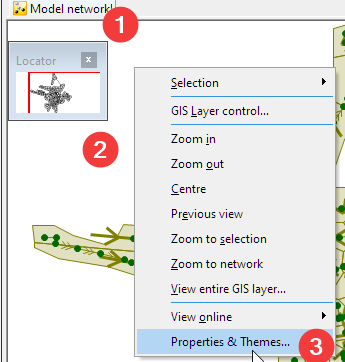 Model network
1
Locator
x
2
Selection
GIS Layer control...
Zoom in
Zoom out
Centre
Previous view
Zoom to selection
Zoom to network
View entire GIS layer...
View online
Properties & Themes...
3